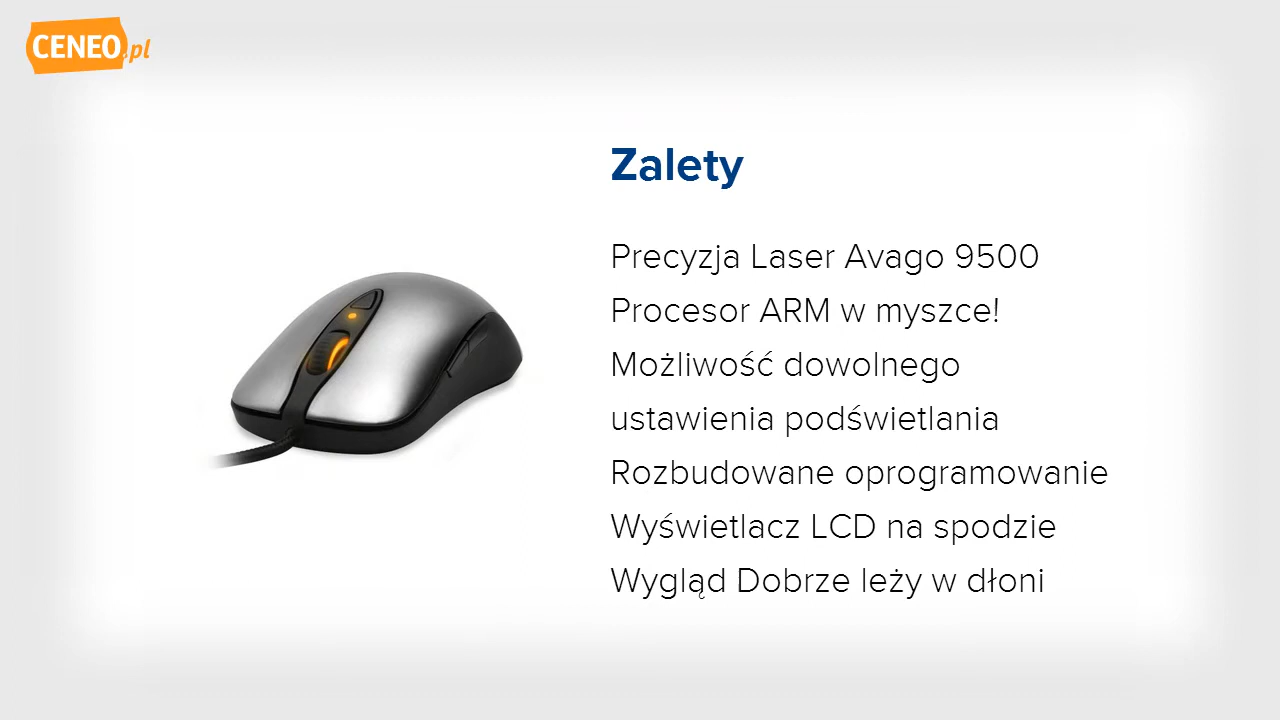 CENEO.pl
Zalety
Precyzja Laser Avago 9500
Procesor ARM w myszce!
Możliwość dowolnego
ustawienia podświetlania
Rozbudowane oprogramowanie
Wyświetlacz LCD na spodzie
Wygląd Dobrze leży w dłoni